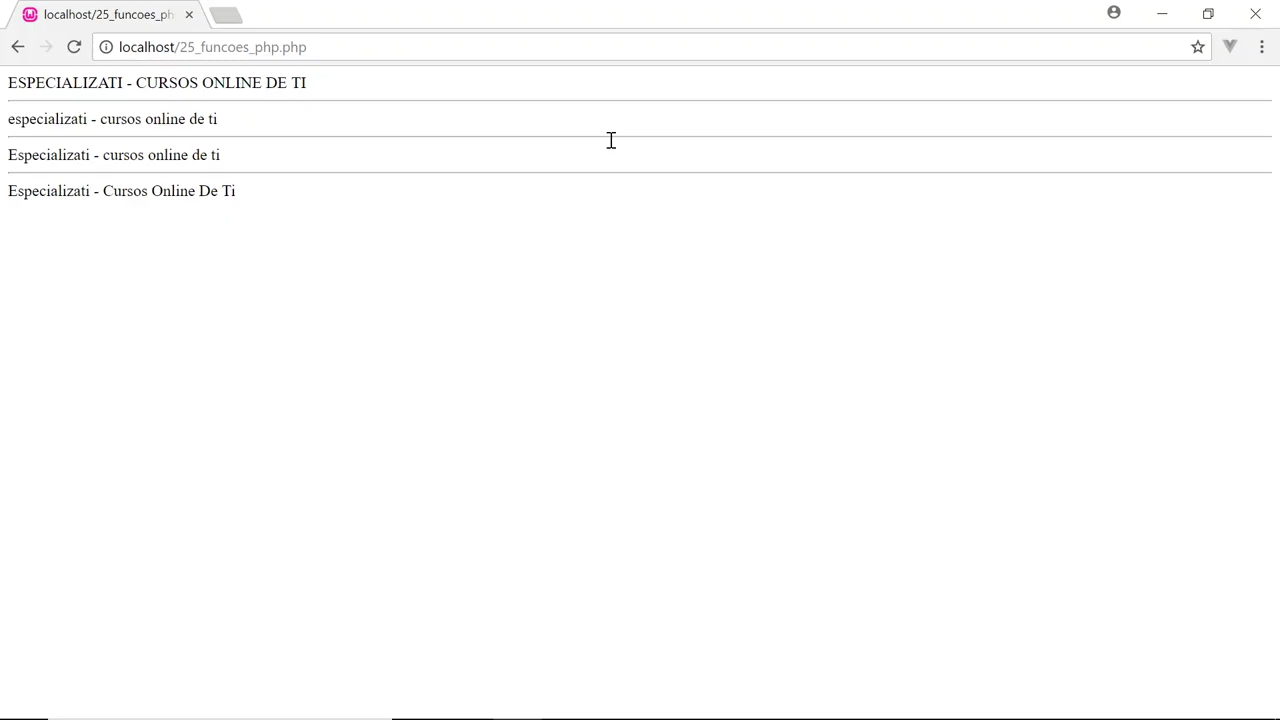 localhost/25_funcoes_ph
localhost/25_funcoes_php.php
ESPECIALIZATI - CURSOS ONLINE DE TI
especializati - cursos online de ti
Especializati - cursos online de ti
Especializati - Cursos Online De Ti